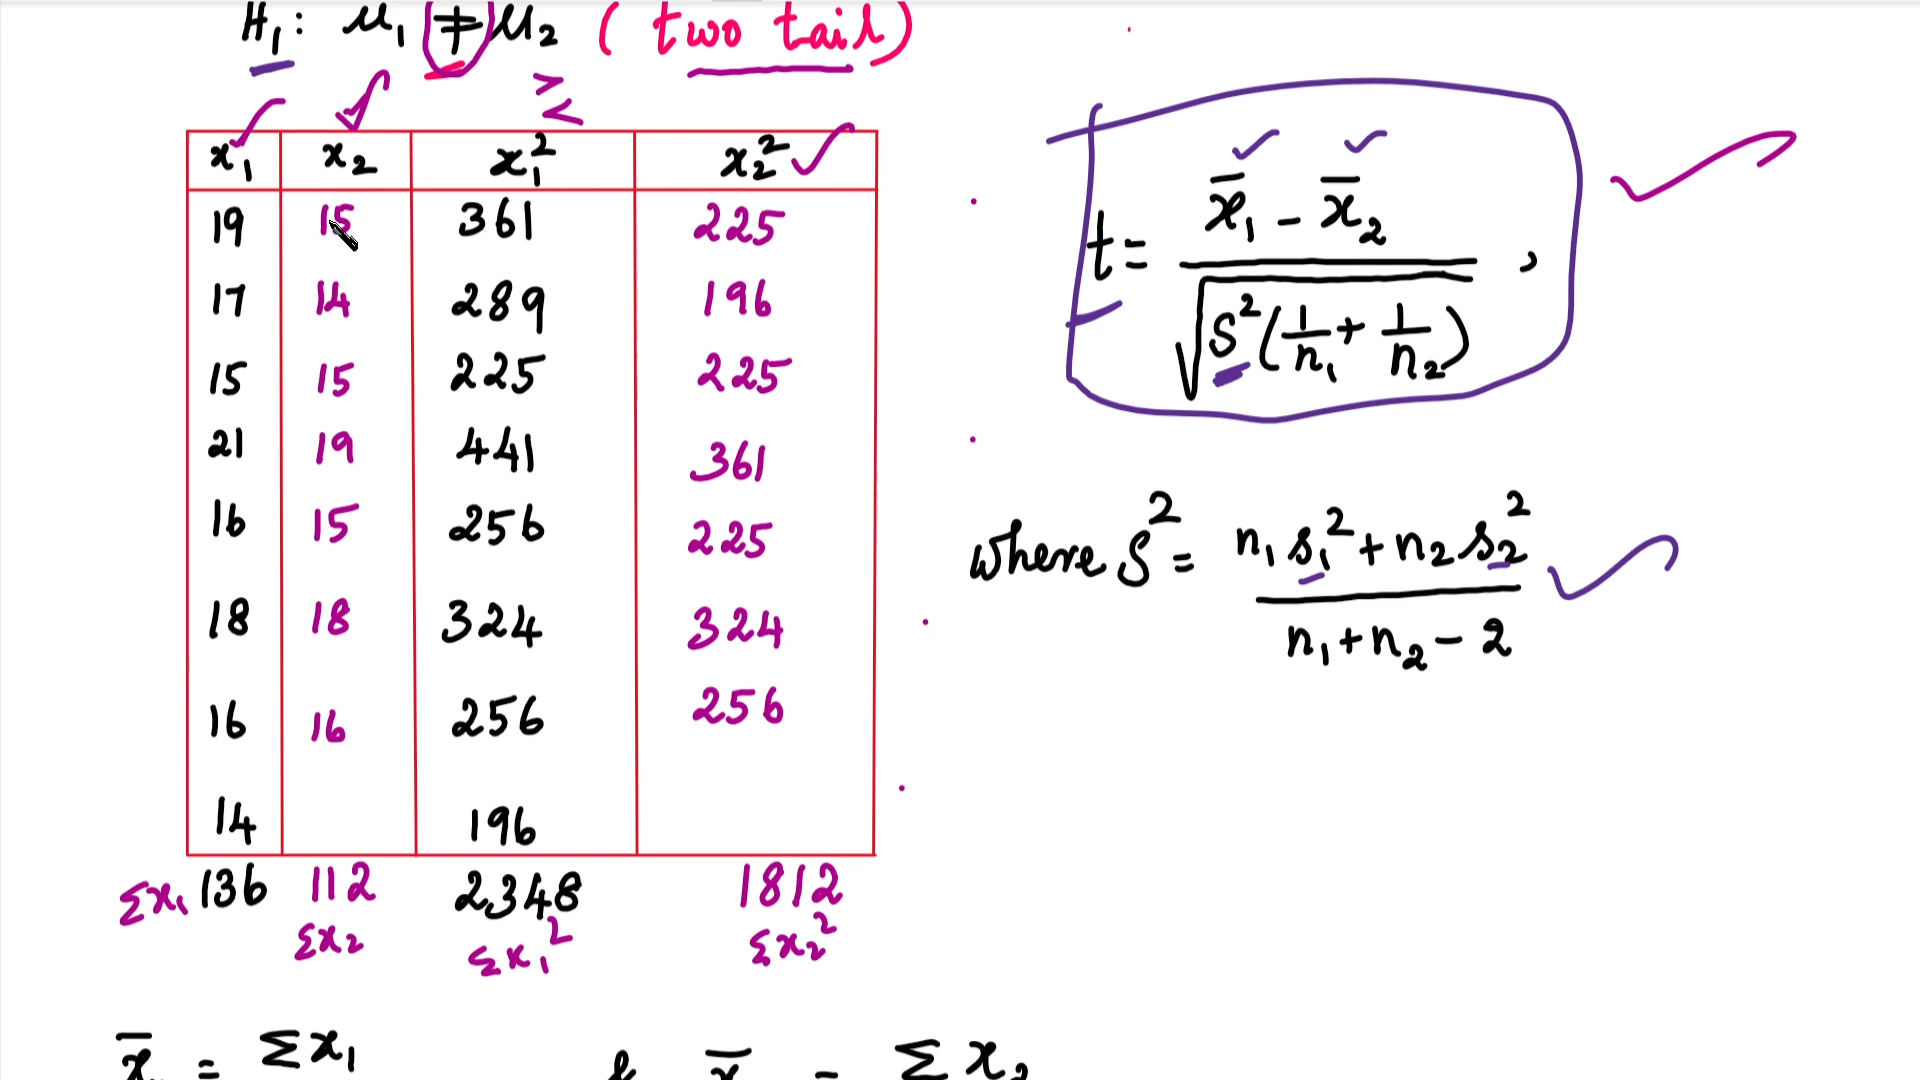 H₁: μ₁ ≠ μ₂ (two tail)
> <
x₁ x₂ x₁² x₂²
19 15 361 225
17 14 289 196
15 15 225 225
21 19 441 361
16 15 256 225
18 18 324 324
16 16 256 256
14 196
Σx₁ 136 112 2348 1812
Σx₂ Σx₁² Σx₂²
t = (x̄₁ - x̄₂) / √(S²(1/n₁ + 1/n₂)) ,
where S² = (n₁s₁² + n₂s₂²) / (n₁ + n₂ - 2)
= Σx₁ & = Σx₂